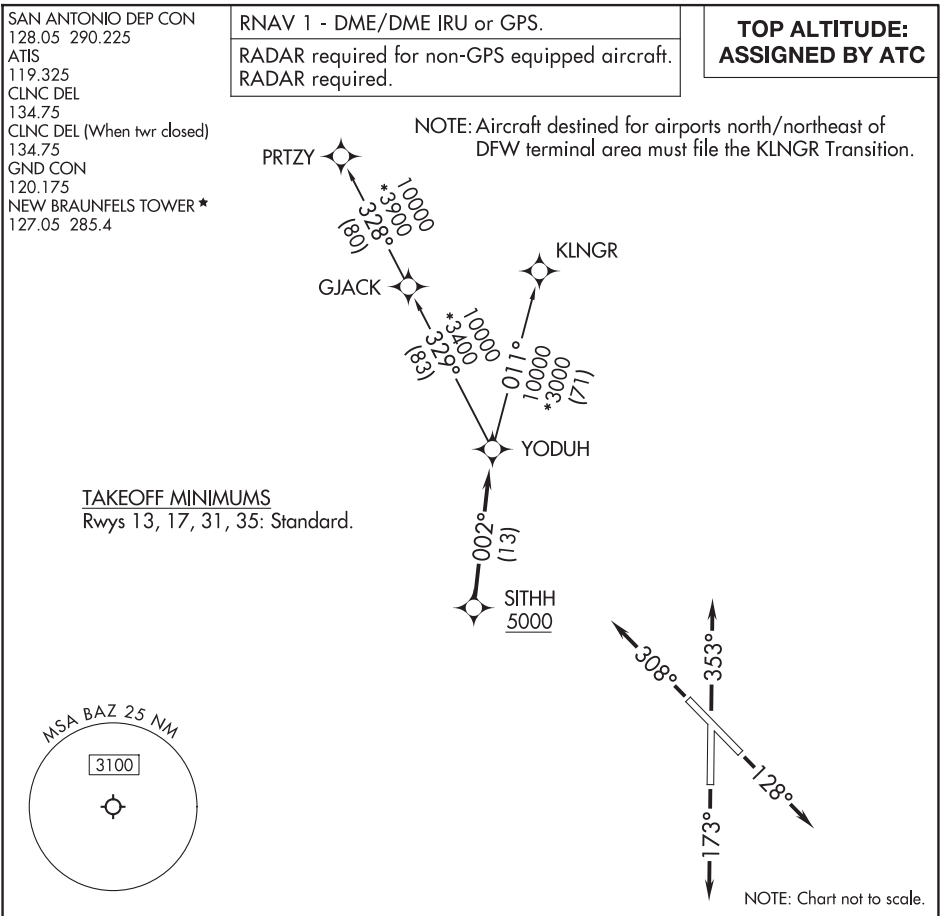 SAN ANTONIO DEP CON
128.05 290.225
ATIS
119.325
CLNC DEL
134.75
CLNC DEL (When twr closed)
134.75
GND CON
120.175
NEW BRAUNFELS TOWER ★
127.05 285.4
RNAV 1 - DME/DME IRU or GPS.
RADAR required for non-GPS equipped aircraft.
RADAR required.
TOP ALTITUDE:
ASSIGNED BY ATC
NOTE: Aircraft destined for airports north/northeast of
DFW terminal area must file the KLNGR Transition.
PRTZY
10000
*3900
328°
(80)
KLNGR
GJACK
10000
*3400
329°
(83)
011°
10000
*3000
(71)
YODUH
TAKEOFF MINIMUMS
Rwys 13, 17, 31, 35: Standard.
002°
(13)
SITHH
5000
308°
353°
128°
173°
MSA BAZ 25 NM
3100
NOTE: Chart not to scale.